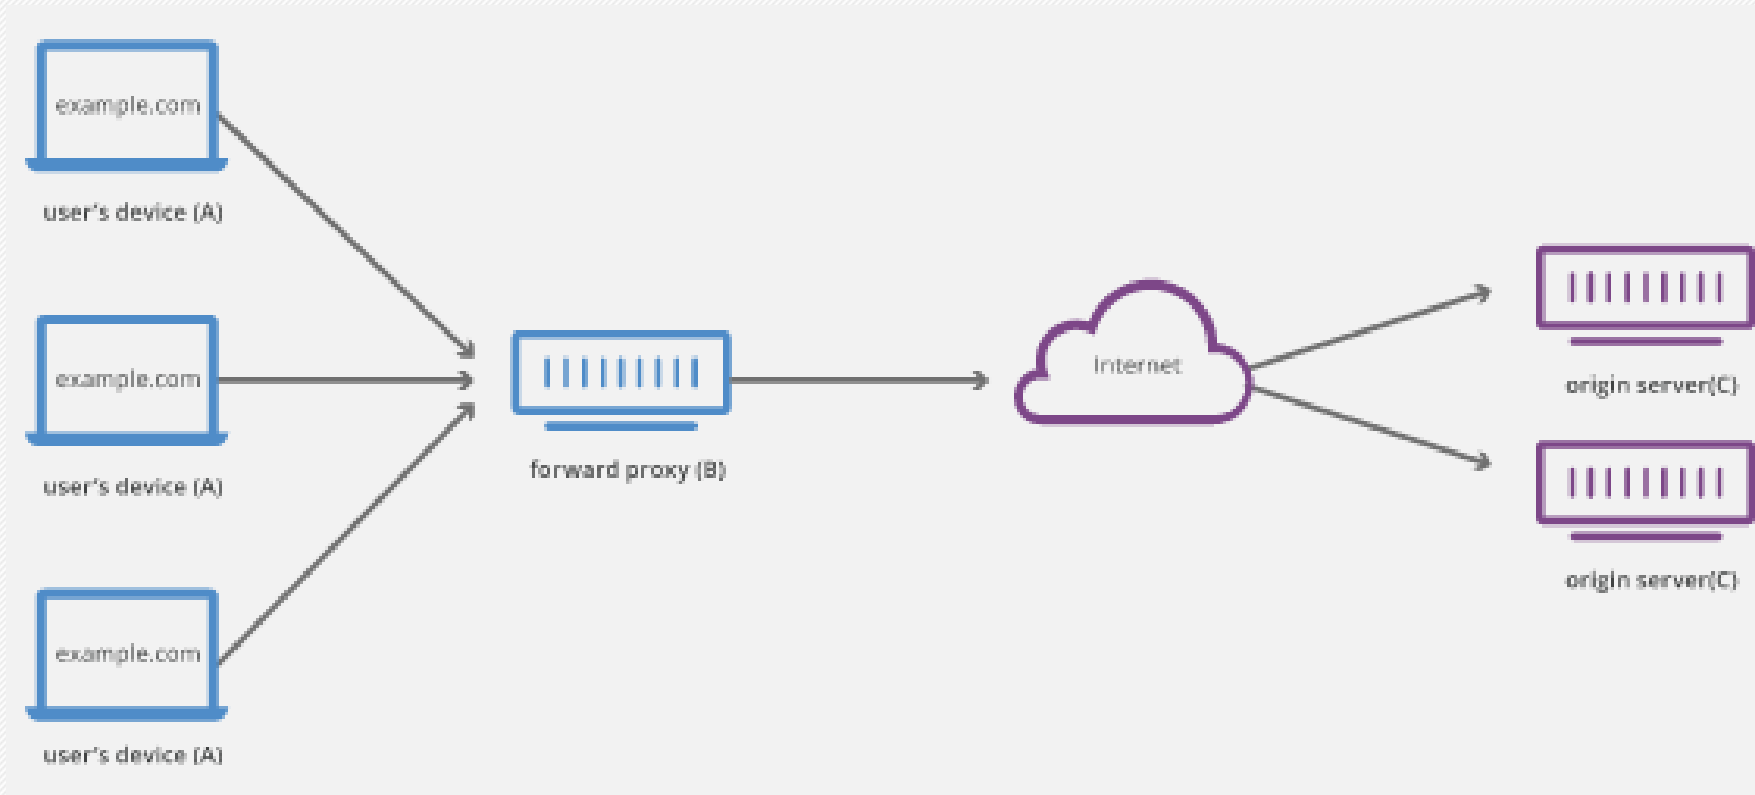 example.com
user's device (A)
example.com
user's device (A)
example.com
user's device (A)
forward proxy (B)
Internet
origin server(C)
origin server(C)